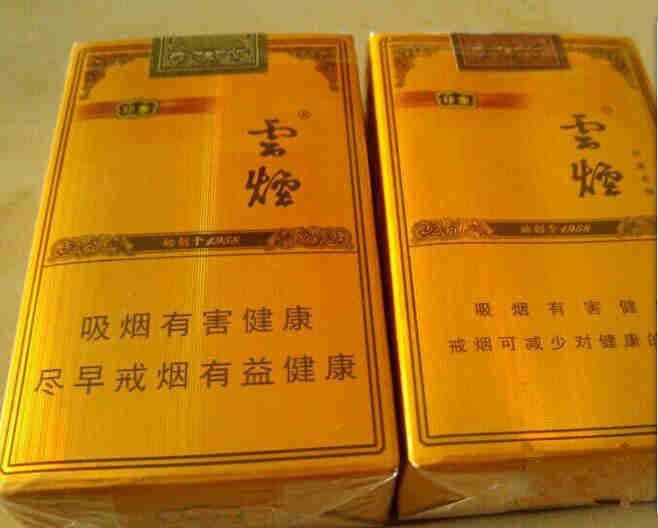 雲煙®
始创于1958
吸烟有害健康
尽早戒烟有益健康
雲煙®
始创于1958
吸烟有害健
戒烟可减少对健康的